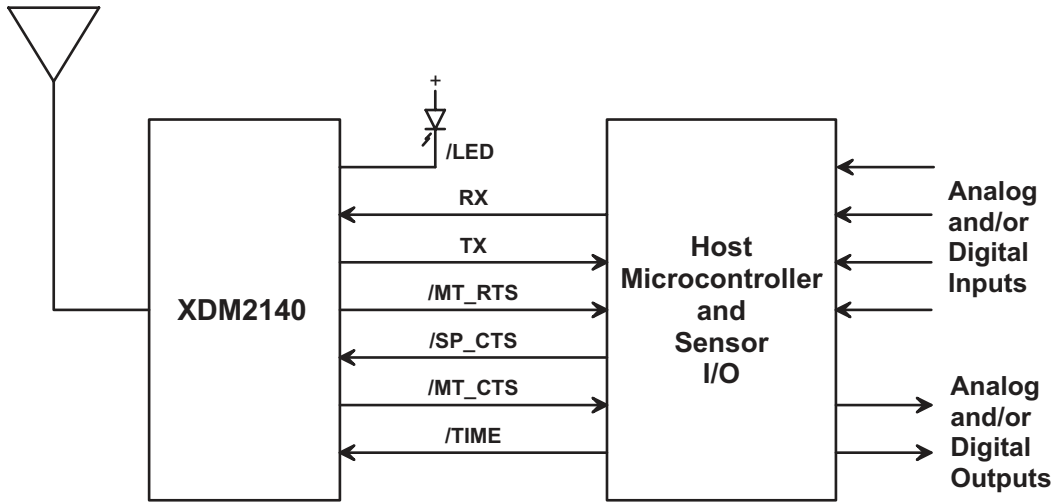 +
/LED
RX
TX
/MT_RTS
/SP_CTS
/MT_CTS
/TIME
XDM2140
Host
Microcontroller
and
Sensor
I/O
Analog
and/or
Digital
Inputs
Analog
and/or
Digital
Outputs